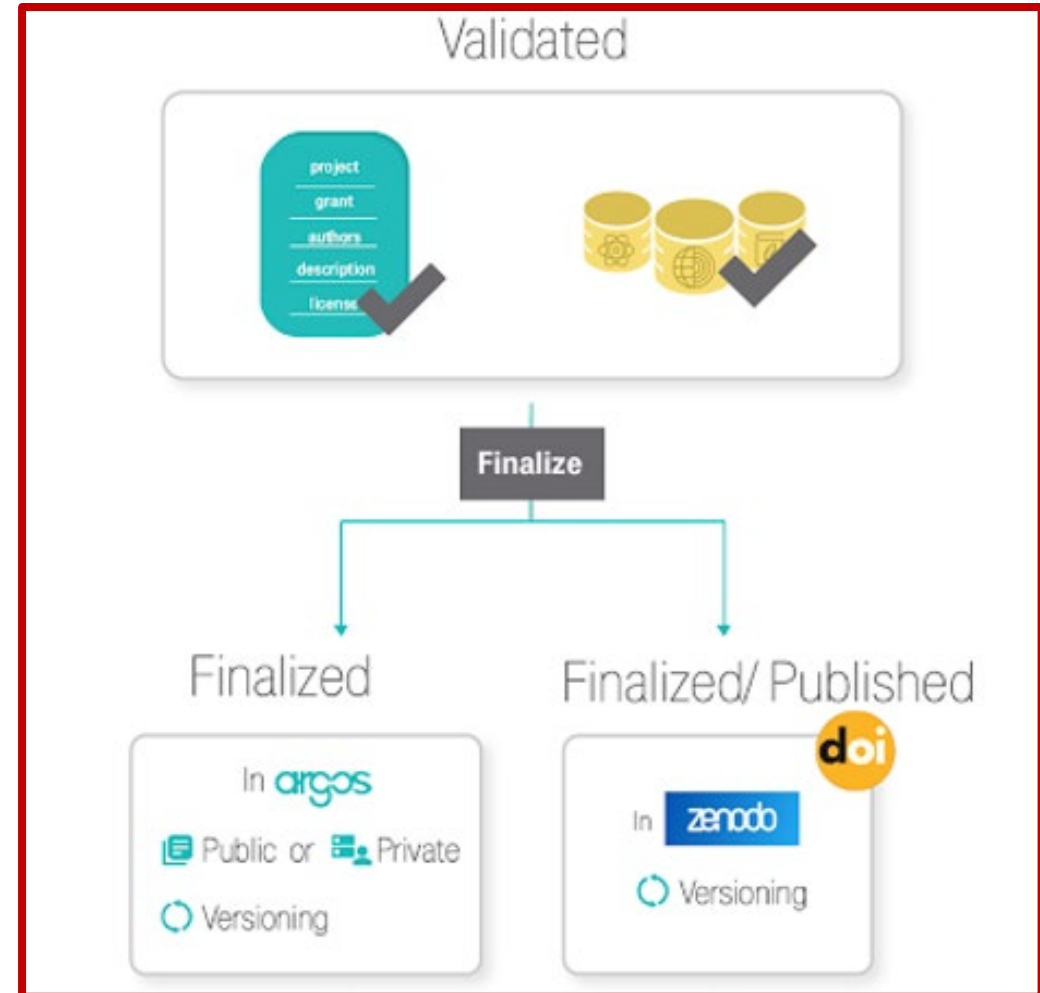 Validated
project
grant
authors
description
license
Finalize
Finalized
Finalized/ Published
doi
In argos
Public or Private
Versioning
In zenodo
Versioning